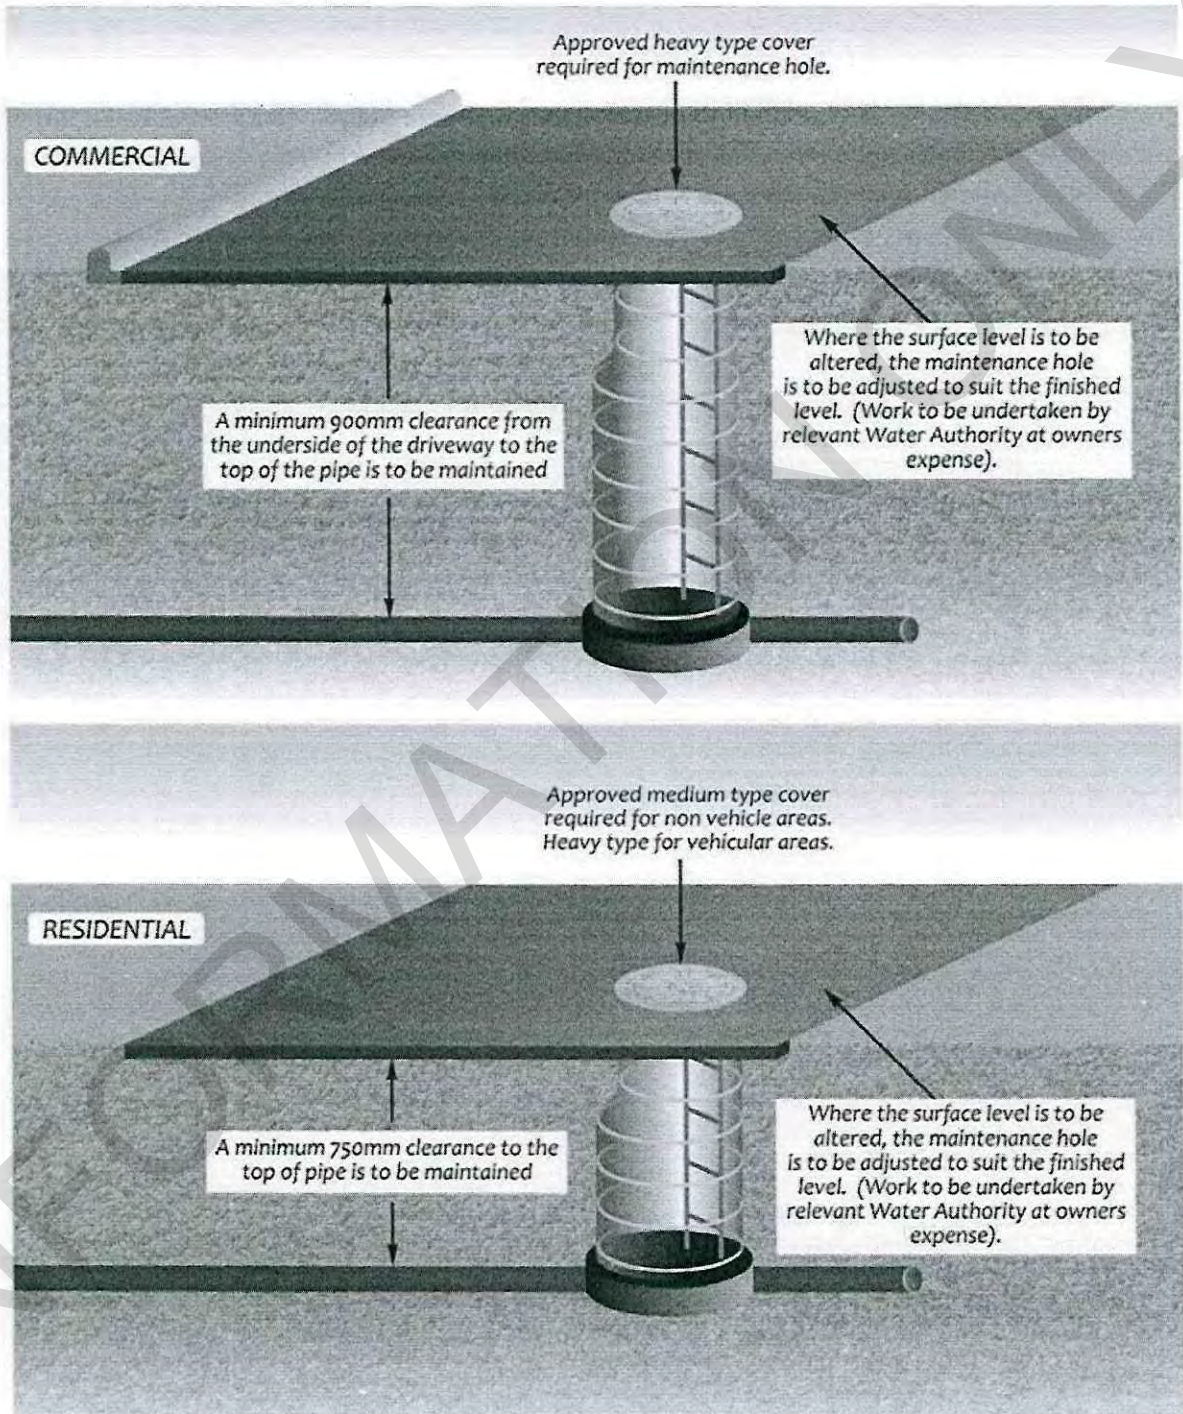 Approved heavy type cover
required for maintenance hole.
COMMERCIAL
A minimum 900mm clearance from
the underside of the driveway to the
top of the pipe is to be maintained
Where the surface level is to be
altered, the maintenance hole
is to be adjusted to suit the finished
level. (Work to be undertaken by
relevant Water Authority at owners
expense).
Approved medium type cover
required for non vehicle areas.
Heavy type for vehicular areas.
RESIDENTIAL
A minimum 750mm clearance to the
top of pipe is to be maintained
Where the surface level is to be
altered, the maintenance hole
is to be adjusted to suit the finished
level. (Work to be undertaken by
relevant Water Authority at owners
expense).
FORMATION ONLY